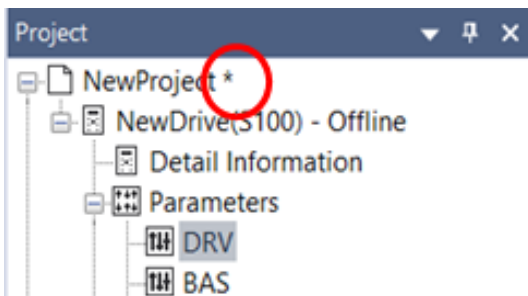 Project
NewProject *
NewDrive(S100) - Offline
Detail Information
Parameters
DRV
BAS